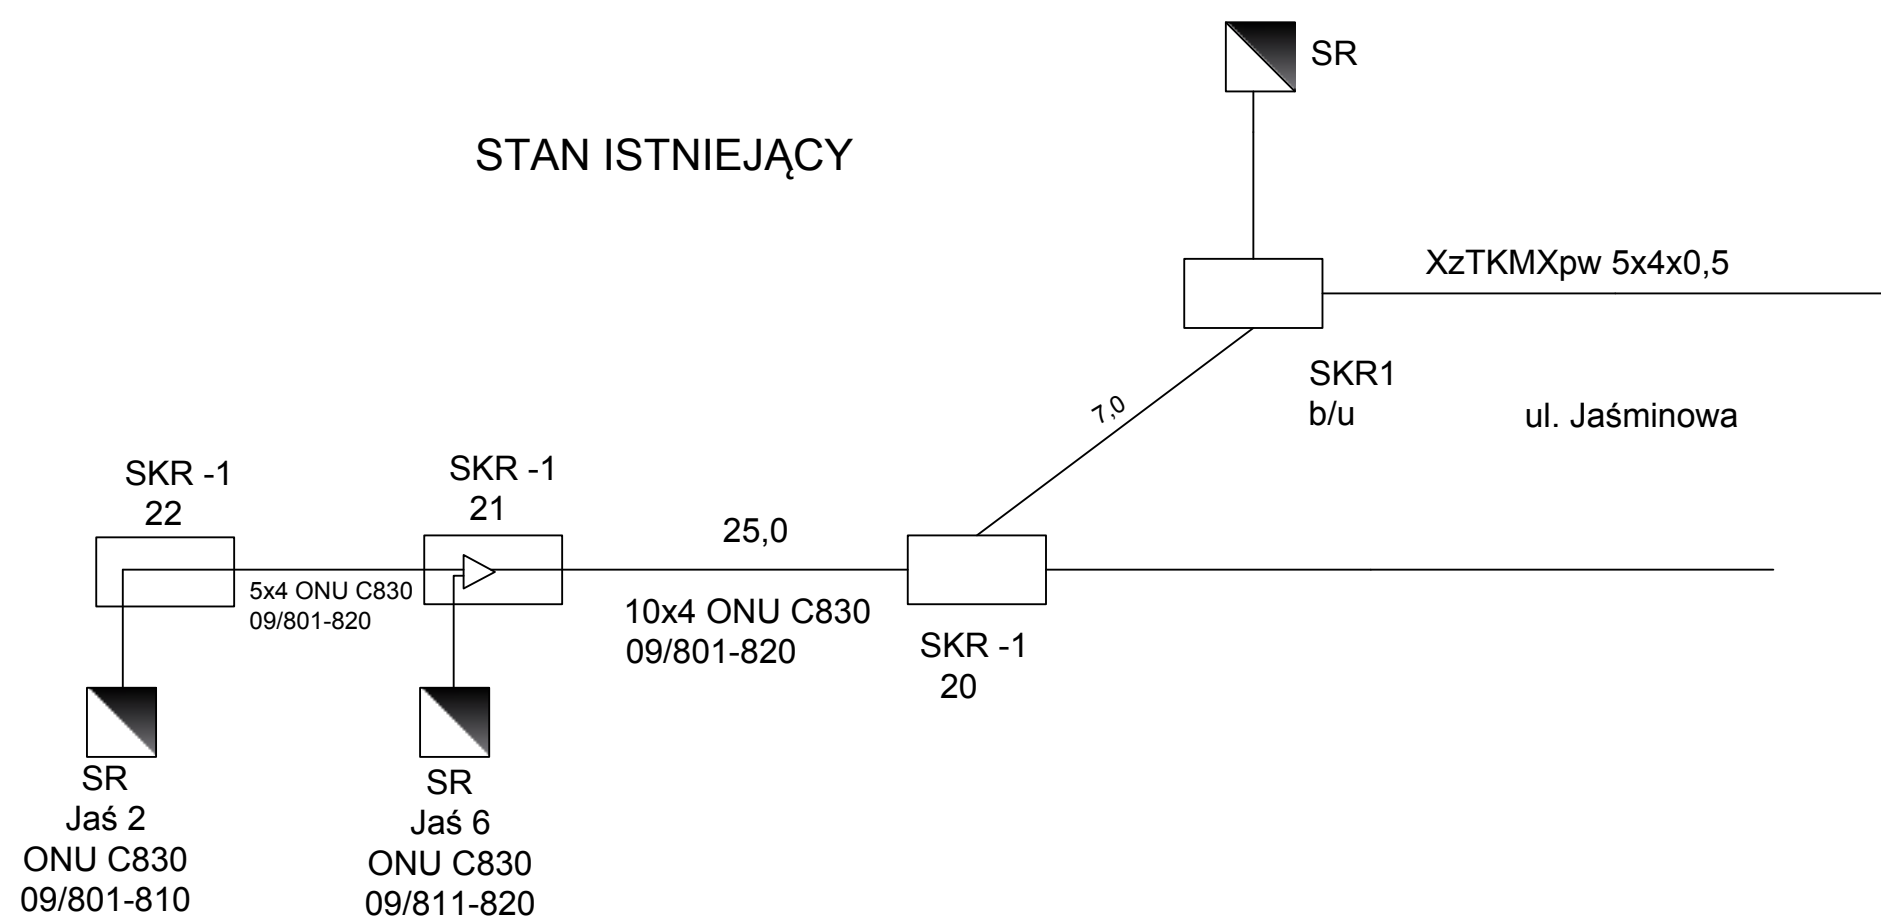 SR
STAN ISTNIEJĄCY
XzTKMXpw 5x4x0,5
SKR1
b/u
ul. Jaśminowa
7,0
SKR -1
22
SKR -1
21
25,0
5x4 ONU C830
09/801-820
10x4 ONU C830
09/801-820
SKR -1
20
SR
Jaś 2
ONU C830
09/801-810
SR
Jaś 6
ONU C830
09/811-820